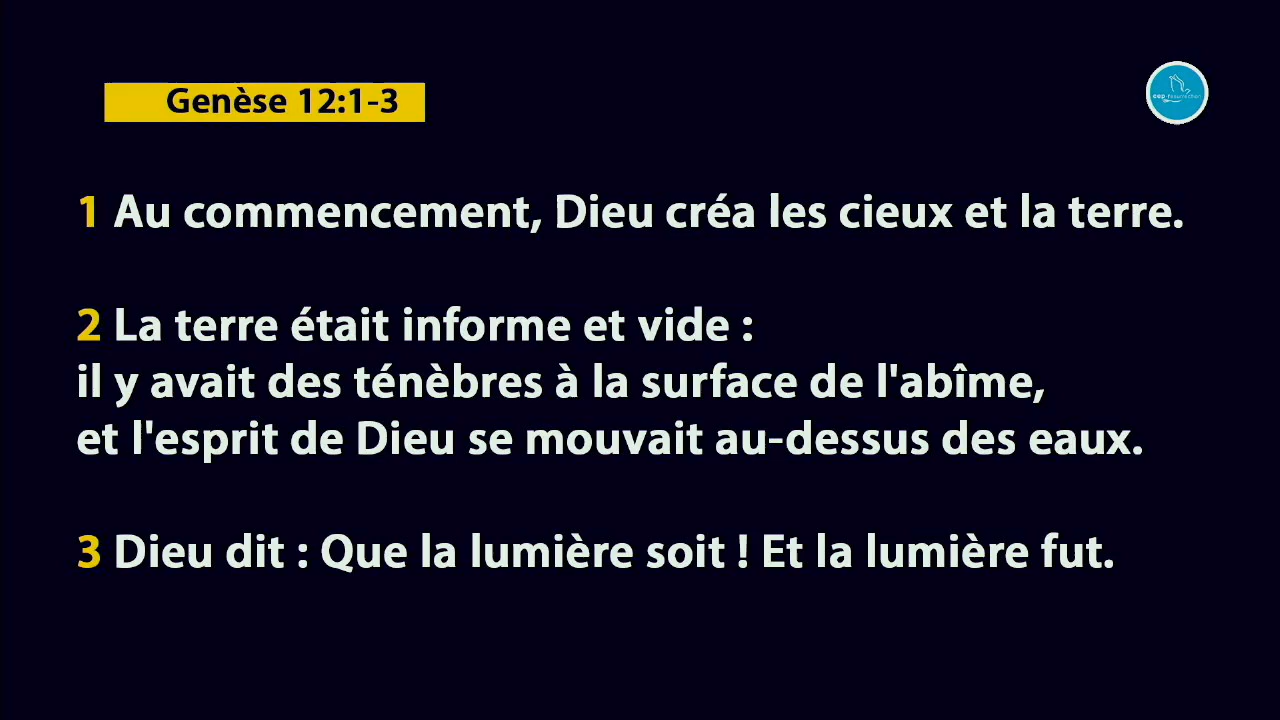 Genèse 12:1-3
1 Au commencement, Dieu créa les cieux et la terre.
2 La terre était informe et vide :
il y avait des ténèbres à la surface de l'abîme,
et l'esprit de Dieu se mouvait au-dessus des eaux.
3 Dieu dit : Que la lumière soit ! Et la lumière fut.